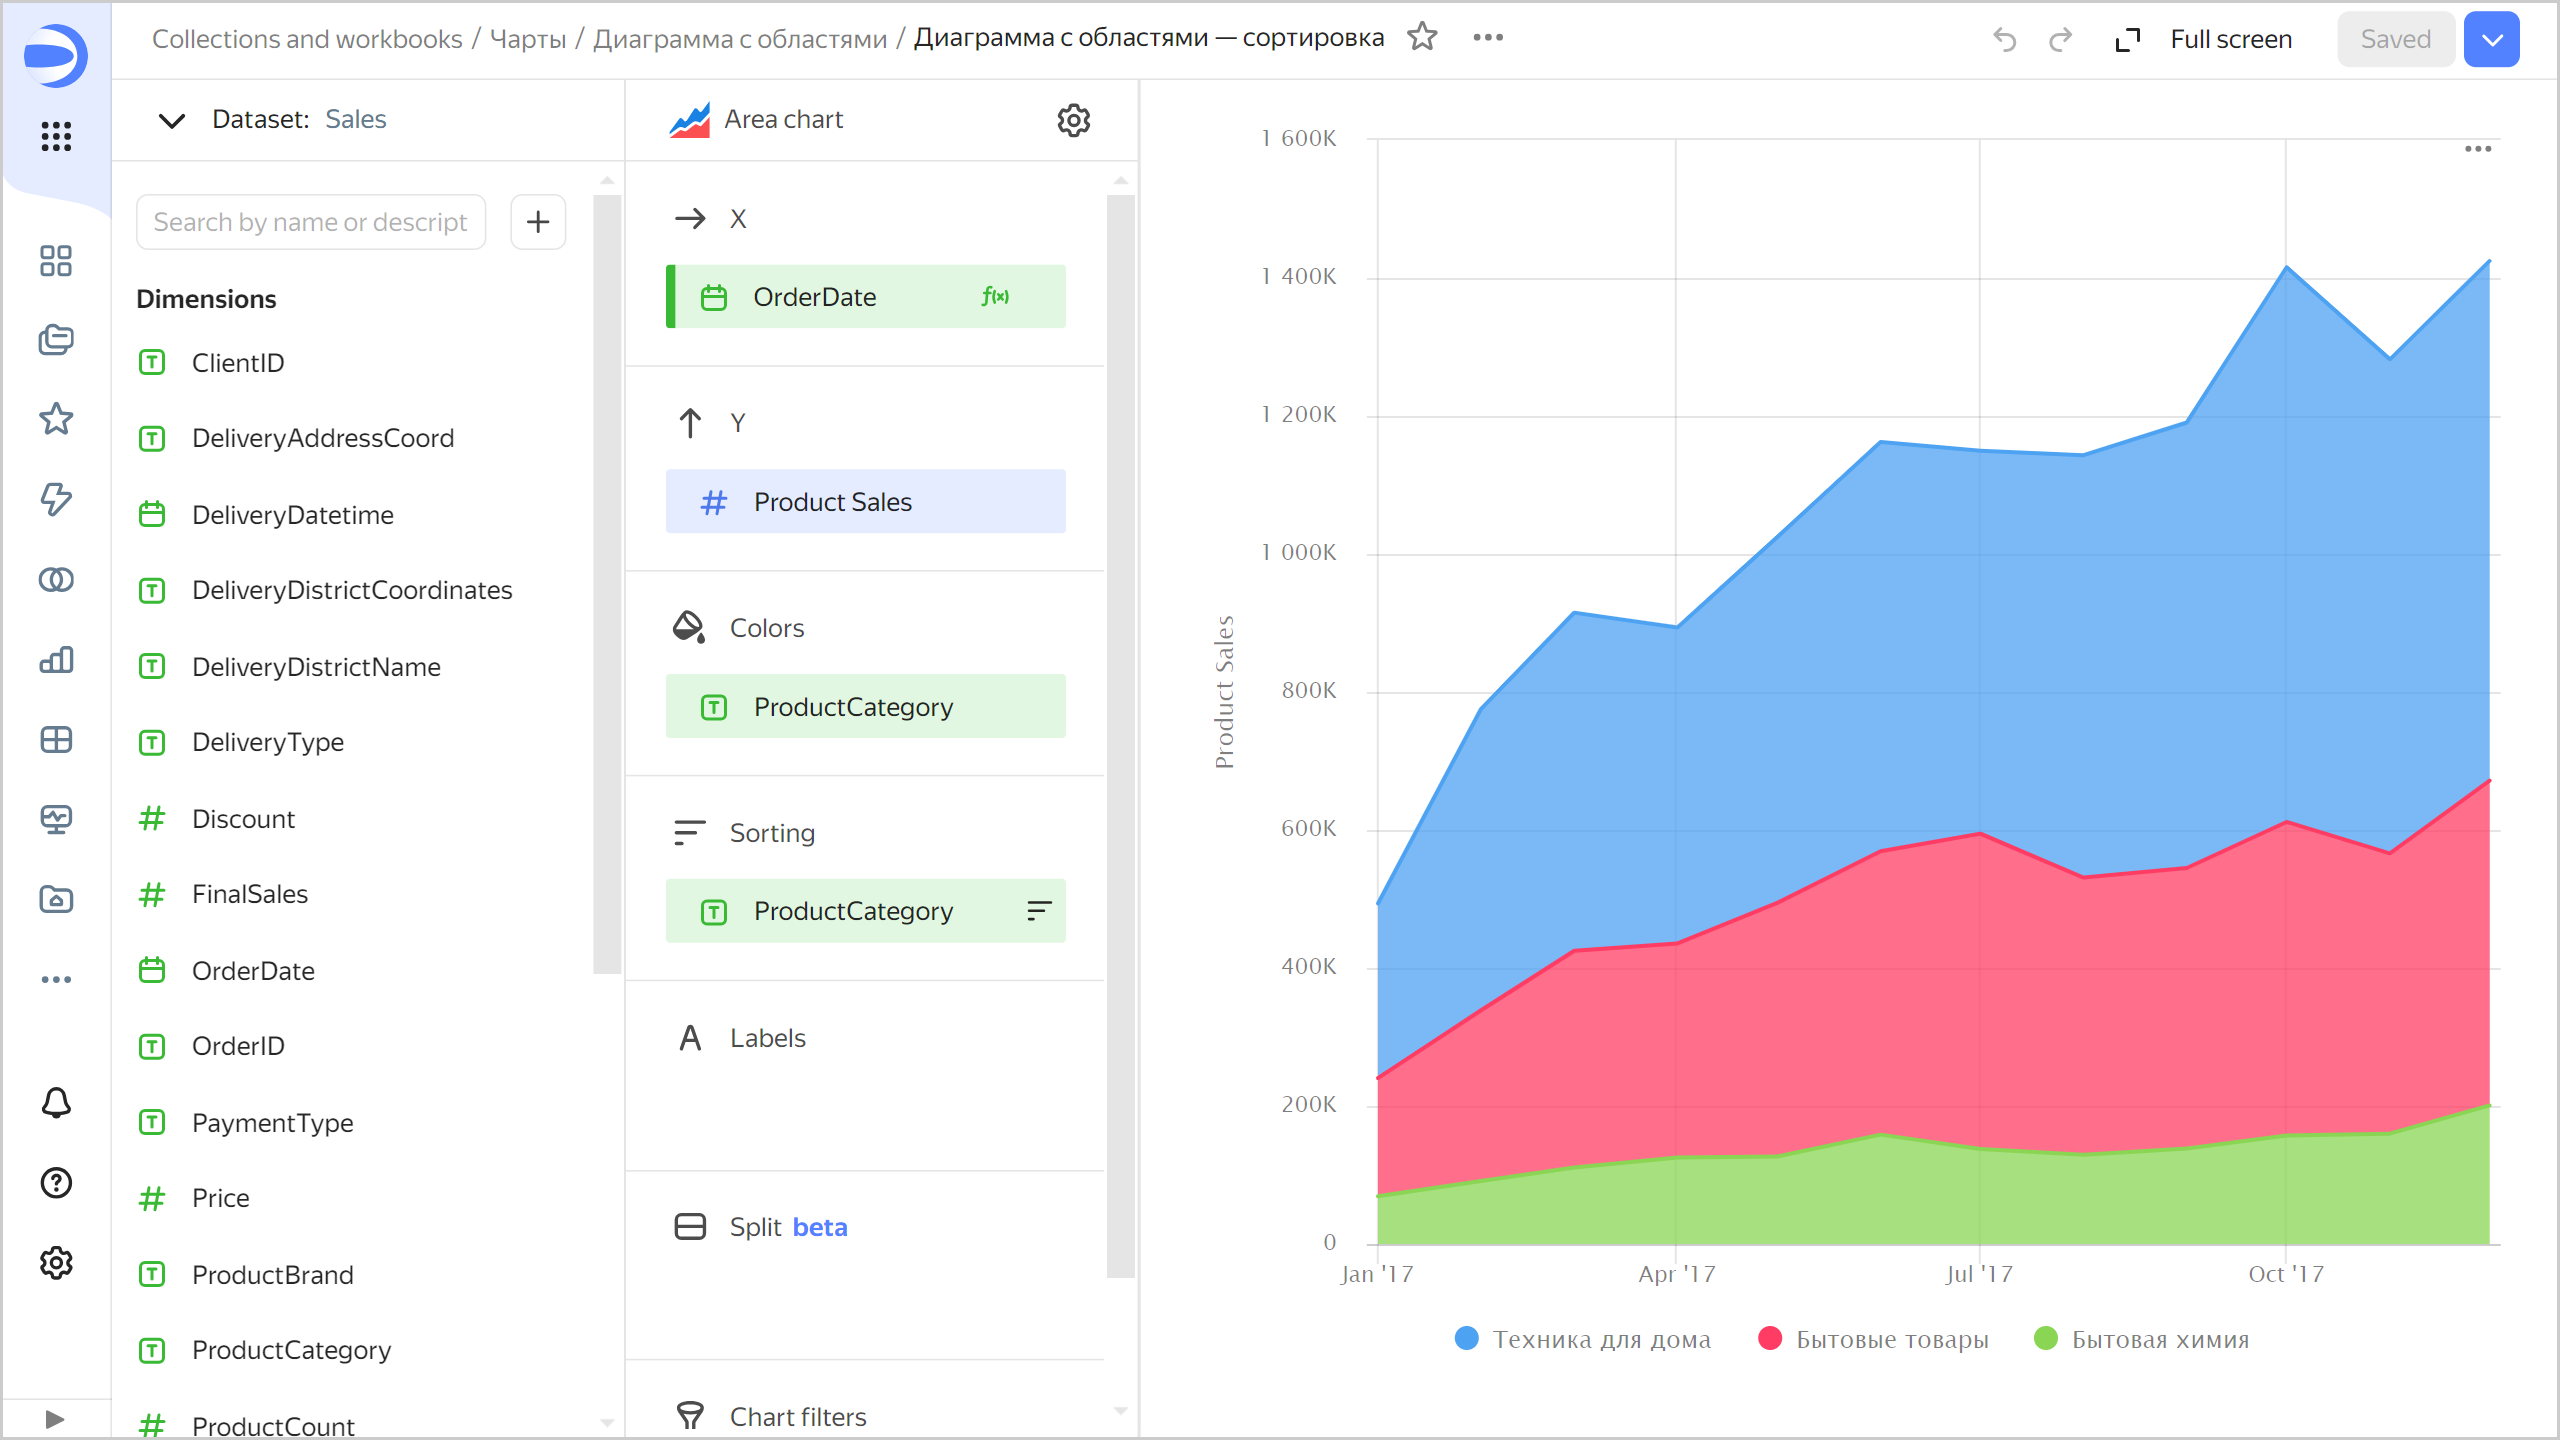 Collections and workbooks / Чарты / Диаграмма с областями / Диаграмма с областями — сортировка
Full screen
Saved
Dataset: Sales
Search by name or descript
Dimensions
ClientID
DeliveryAddressCoord
DeliveryDatetime
DeliveryDistrictCoordinates
DeliveryDistrictName
DeliveryType
Discount
FinalSales
OrderDate
OrderID
PaymentType
Price
ProductBrand
ProductCategory
ProductCount
Area chart
X
OrderDate
f(x)
Y
Product Sales
Colors
ProductCategory
Sorting
ProductCategory
Labels
Split beta
Chart filters
Product Sales
1 600K
1 400K
1 200K
1 000K
800K
600K
400K
200K
0
Jan '17
Apr '17
Jul '17
Oct '17
Техника для дома
Бытовые товары
Бытовая химия